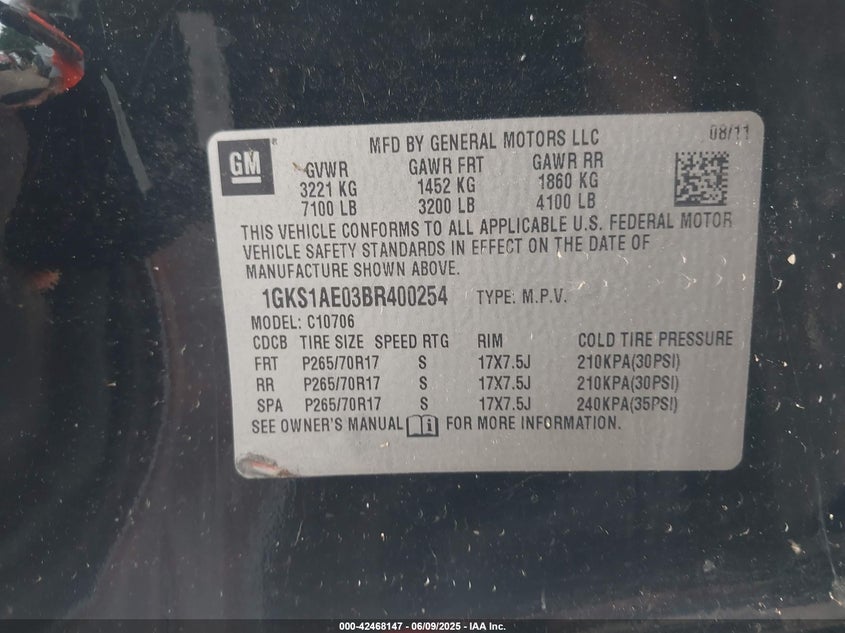 GM
MFD BY GENERAL MOTORS LLC 08/11
GVWR GAWR FRT GAWR RR
3221 KG 1452 KG 1860 KG
7100 LB 3200 LB 4100 LB
THIS VEHICLE CONFORMS TO ALL APPLICABLE U.S. FEDERAL MOTOR
VEHICLE SAFETY STANDARDS IN EFFECT ON THE DATE OF
MANUFACTURE SHOWN ABOVE.
1GKS1AE03BR400254 TYPE: M.P.V.
MODEL: C10706
CDCB TIRE SIZE SPEED RTG RIM COLD TIRE PRESSURE
FRT P265/70R17 S 17X7.5J 210KPA(30PSI)
RR P265/70R17 S 17X7.5J 210KPA(30PSI)
SPA P265/70R17 S 17X7.5J 240KPA(35PSI)
SEE OWNER'S MANUAL FOR MORE INFORMATION.
000-42468147 - 06/09/2025 - IAA Inc.